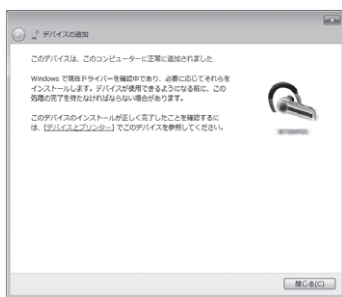 デバイスの追加
このデバイスは、このコンピューターに正常に追加されました
Windows で現在ドライバーを確認中であり、必要に応じてそれらを
インストールします。デバイスが使用できるようになる前に、この
処理の完了を待たなければならない場合があります。
このデバイスのインストールが正しく完了したことを確認するに
は、[デバイスとプリンター] でこのデバイスを参照してください。
閉じる(C)